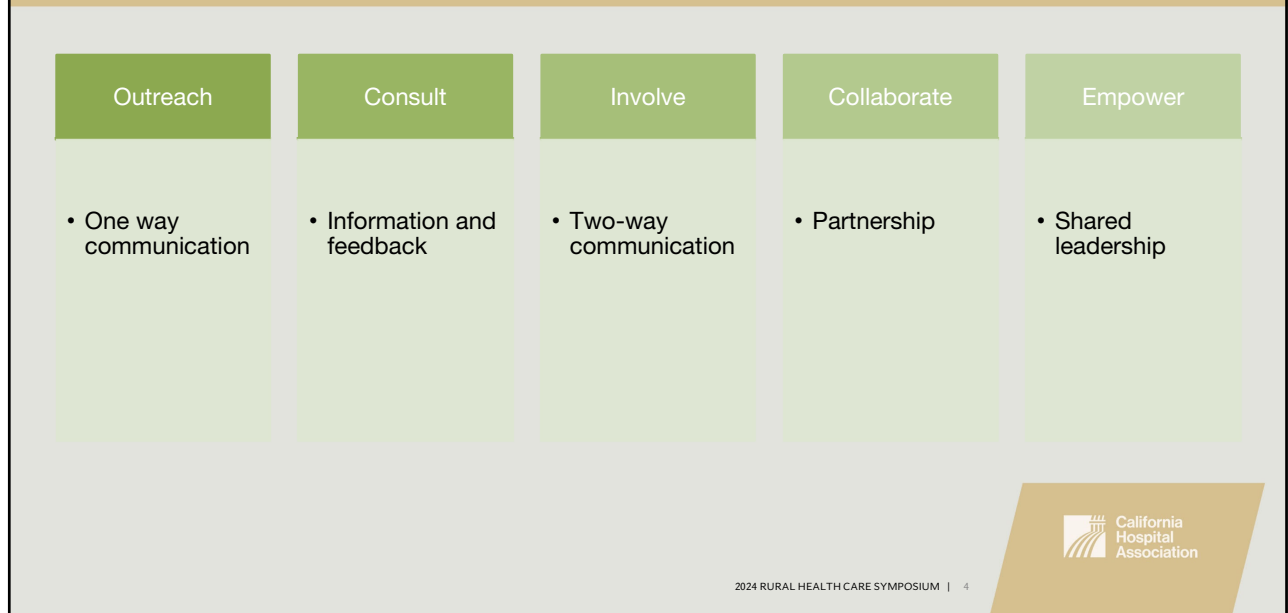 Outreach
Consult
Involve
Collaborate
Empower
• One way
communication
• Information and
feedback
• Two-way
communication
• Partnership
• Shared
leadership
California
Hospital
Association
2024 RURAL HEALTH CARE SYMPOSIUM | 4